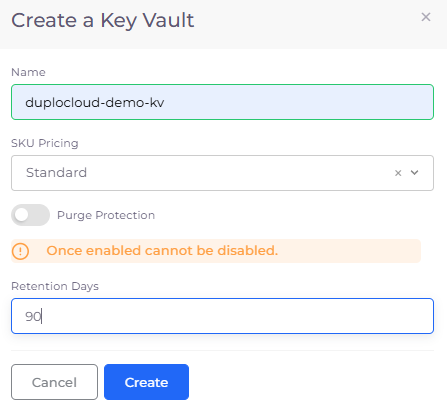 Create a Key Vault
Name
duplocloud-demo-kv
SKU Pricing
Standard
Purge Protection
Once enabled cannot be disabled.
Retention Days
90
Cancel Create